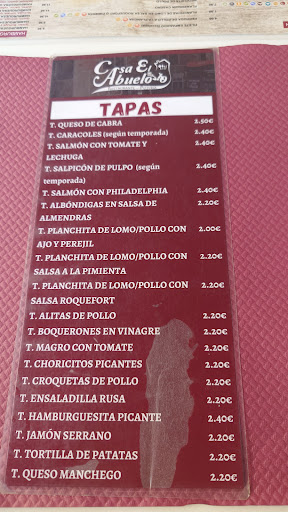 Casa El
Abuelo
TAPAS
T. QUESO DE CABRA 2.50€
T. CARACOLES (según temporada) 2.40€
T. SALMÓN CON TOMATE Y 2.40€
LECHUGA
T. SALPICÓN DE PULPO (según 2.40€
temporada)
T. SALMÓN CON PHILADELPHIA 2.40€
T. ALBÓNDIGAS EN SALSA DE 2.20€
ALMENDRAS
T. PLANCHITA DE LOMO/POLLO CON 2.00€
AJO Y PEREJIL
T. PLANCHITA DE LOMO/POLLO CON 2.20€
SALSA A LA PIMIENTA
T. PLANCHITA DE LOMO/POLLO CON 2.20€
SALSA ROQUEFORT
T. ALITAS DE POLLO 2.20€
T. BOQUERONES EN VINAGRE 2.20€
T. MAGRO CON TOMATE 2.20€
T. CHORICITOS PICANTES 2.20€
T. CROQUETAS DE POLLO 2.20€
T. ENSALADILLA RUSA 2.20€
T. HAMBURGUESITA PICANTE 2.40€
T. JAMÓN SERRANO 2.20€
T. TORTILLA DE PATATAS 2.20€
T. QUESO MANCHEGO 2.20€